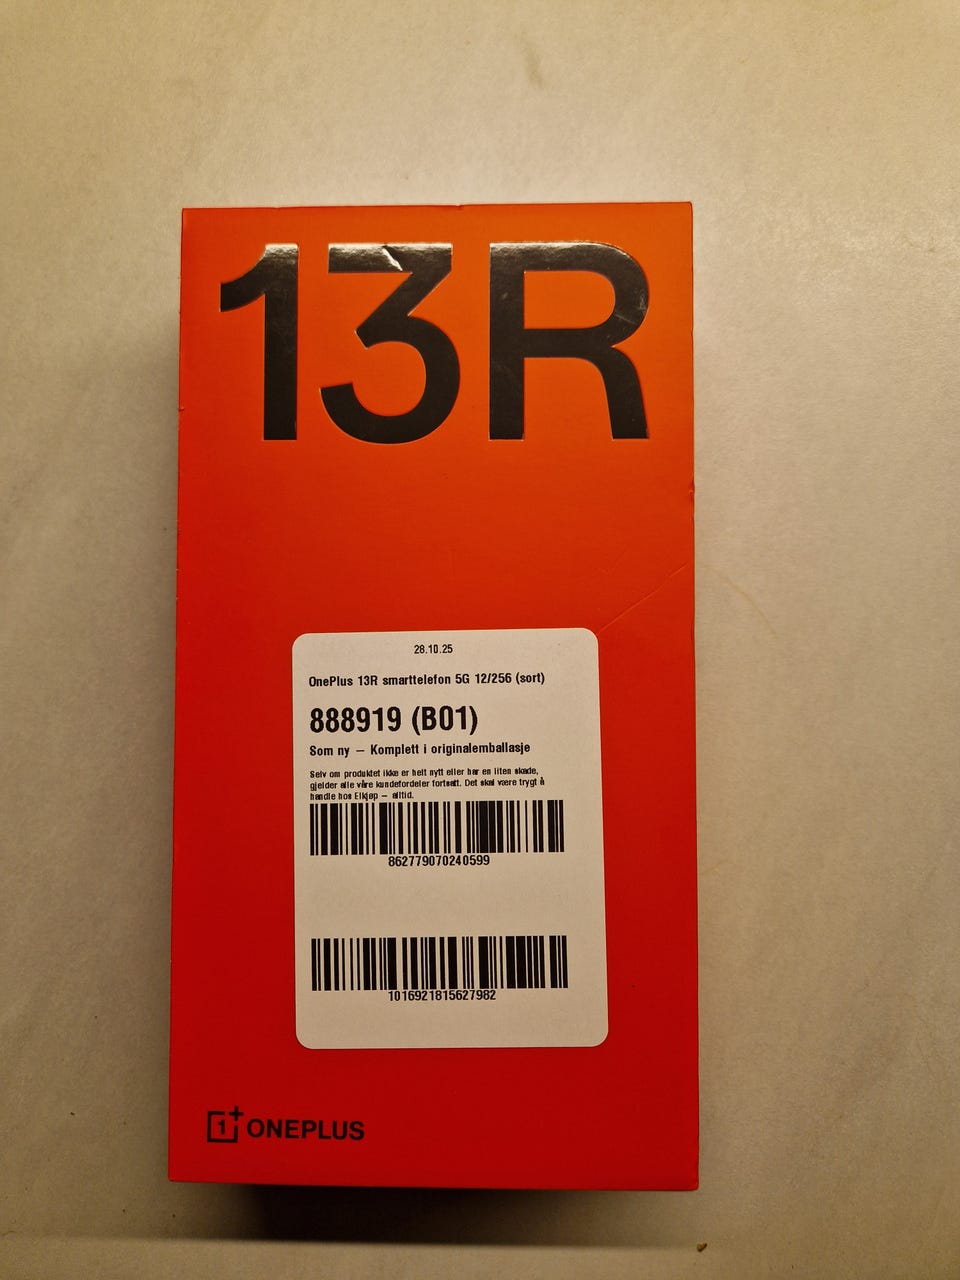 13R
28.10.25
OnePlus 13R smarttelefon 5G 12/256 (sort)
888919 (B01)
Som ny – Komplett i originalemballasje
Selv om produktet ikke er helt nytt eller har en liten skade,
gjelder alle våre kundefordeler fortsatt. Det skal være trygt å
handle hos Elkjøp – alltid.
862779070240599
1016921815627982
1+ ONEPLUS